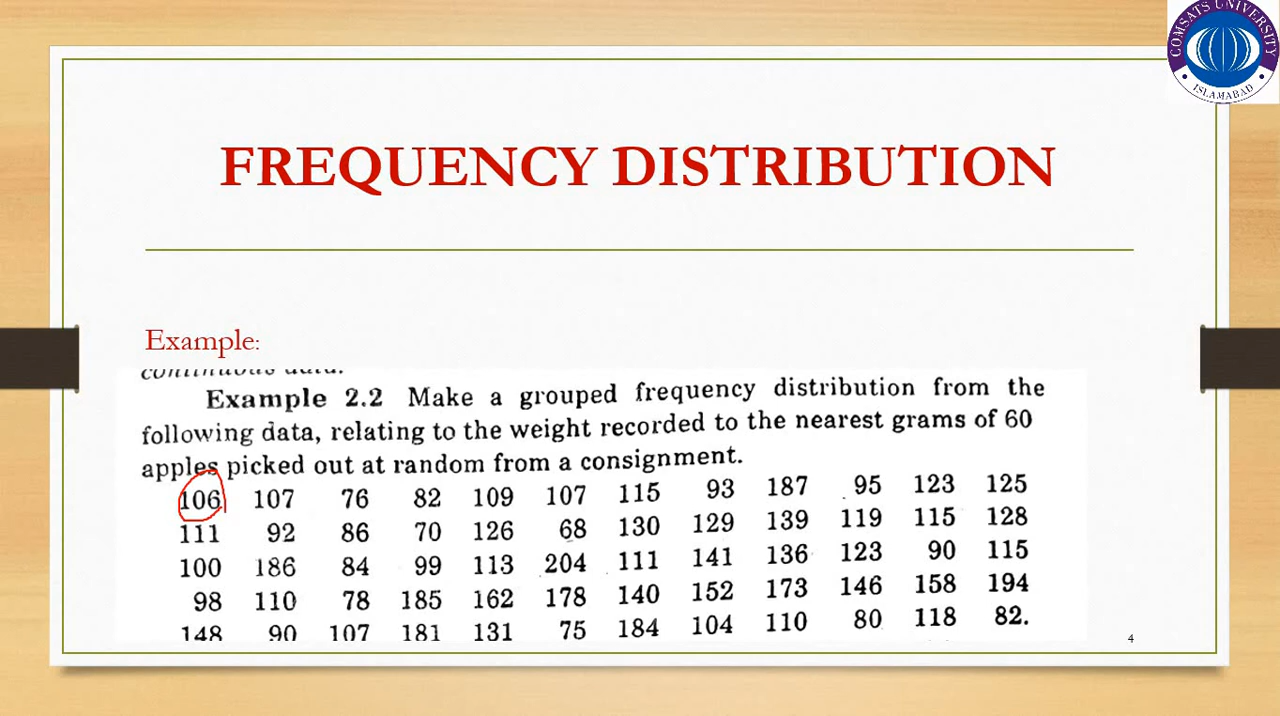 COMSATS UNIVERSITY
ISLAMABAD
FREQUENCY DISTRIBUTION
Example:
continuous data.
Example 2.2 Make a grouped frequency distribution from the
following data, relating to the weight recorded to the nearest grams of 60
apples picked out at random from a consignment.
106 107 76 82 109 107 115 93 187 95 123 125
111 92 86 70 126 68 130 129 139 119 115 128
100 186 84 99 113 204 111 141 136 123 90 115
98 110 78 185 162 178 140 152 173 146 158 194
148 90 107 181 131 75 184 104 110 80 118 82.
4